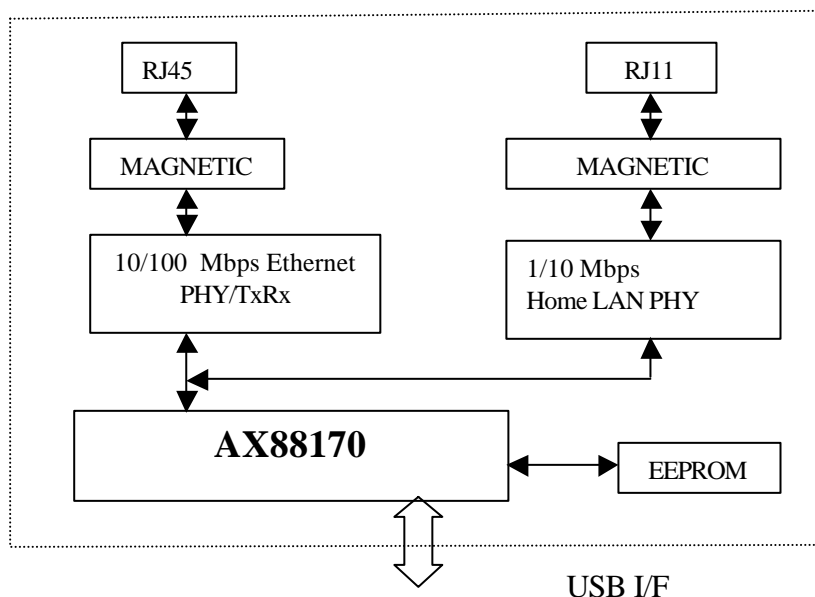 RJ45
RJ11
MAGNETIC
MAGNETIC
10/100 Mbps Ethernet
PHY/TxRx
1/10 Mbps
Home LAN PHY
AX88170
EEPROM
USB I/F